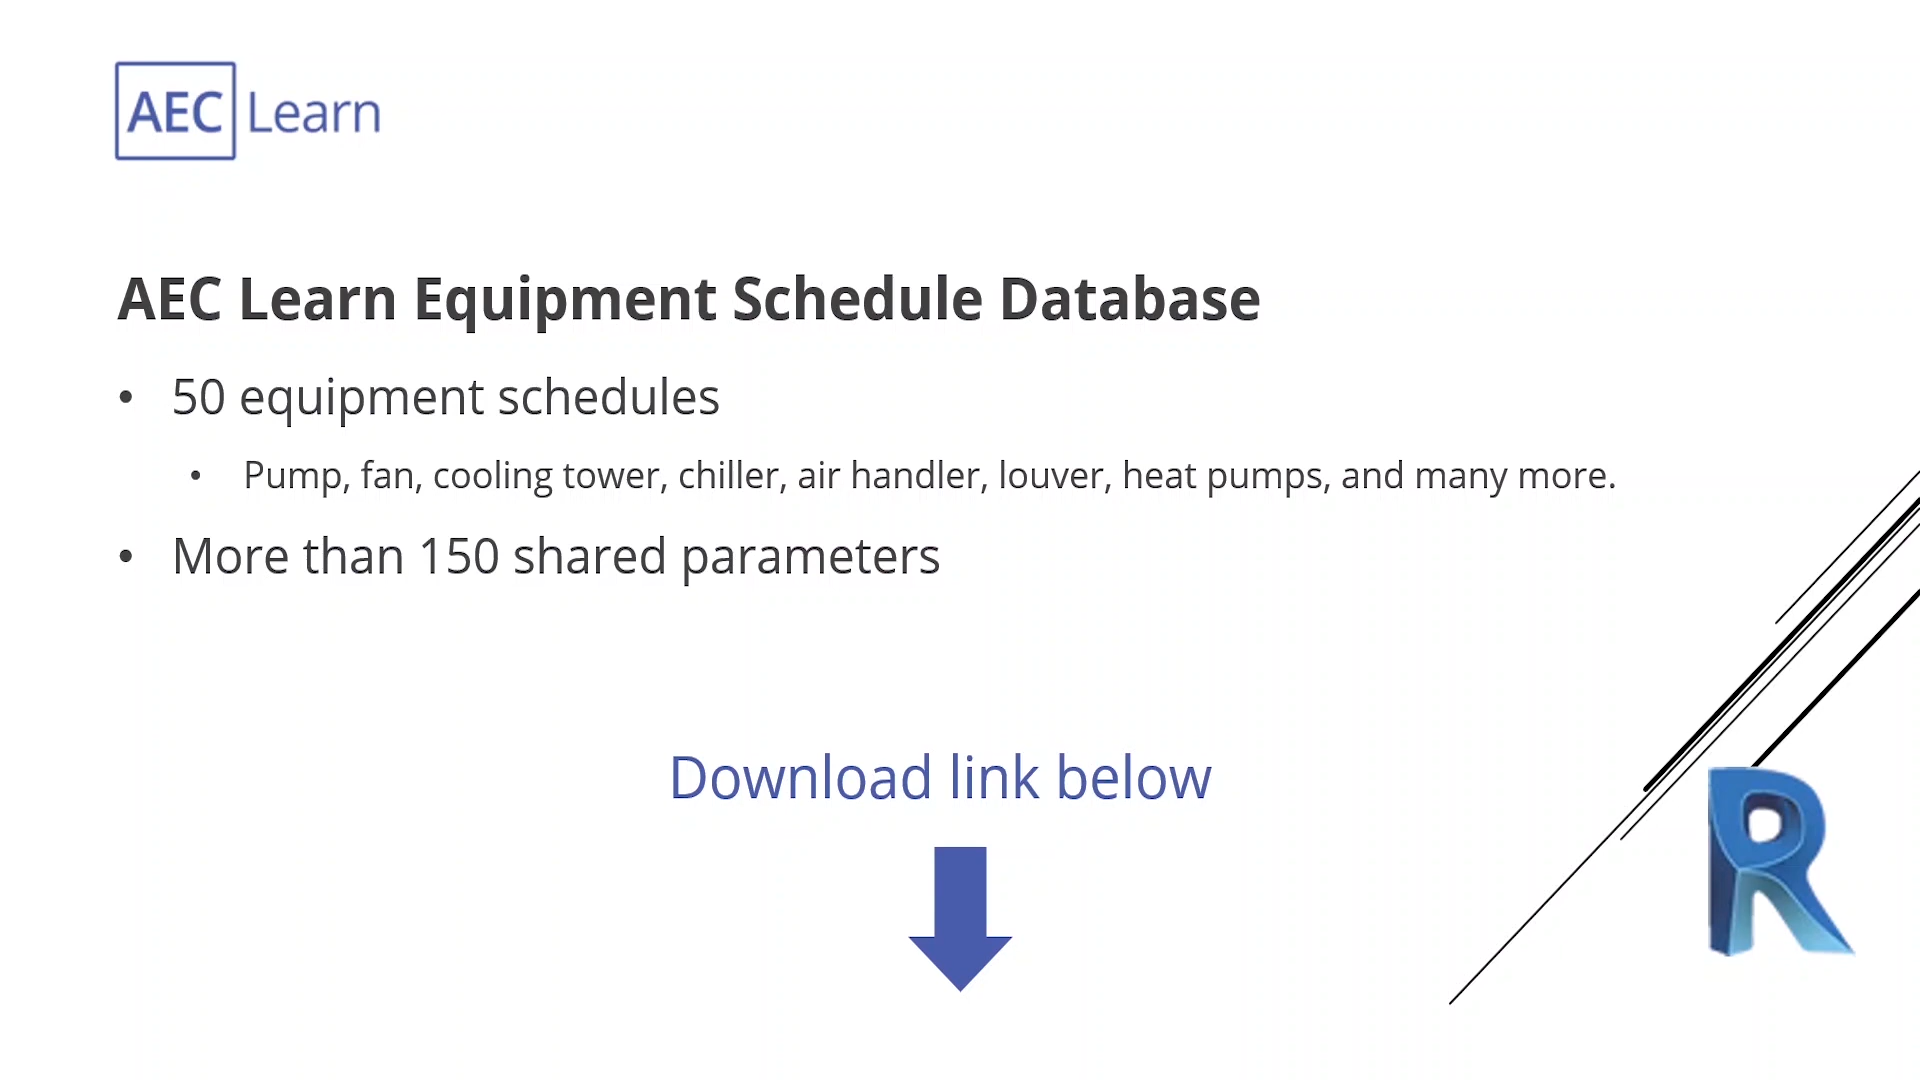 AEC Learn
AEC Learn Equipment Schedule Database
• 50 equipment schedules
• Pump, fan, cooling tower, chiller, air handler, louver, heat pumps, and many more.
• More than 150 shared parameters
Download link below
R